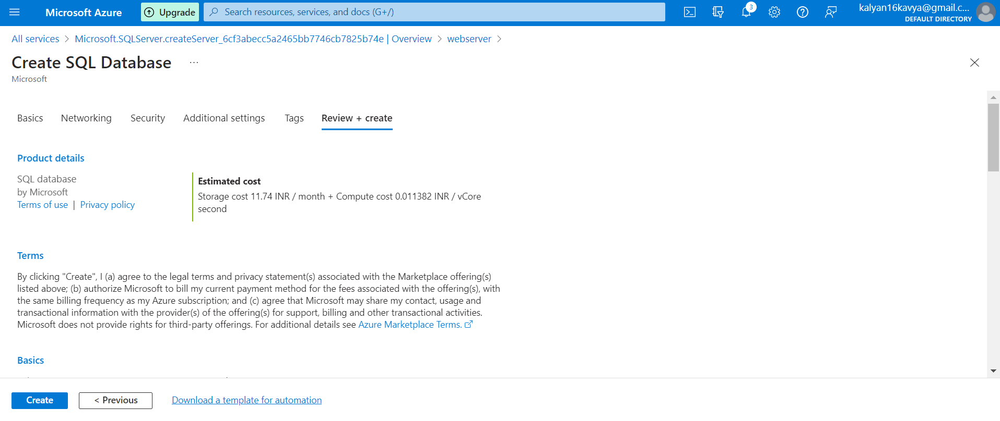 Microsoft Azure
Upgrade
Search resources, services, and docs (G+/)
3
kalyan16kavya@gmail.c...
DEFAULT DIRECTORY
All services > Microsoft.SQLServer.createServer_6cf3abecc5a2465bb7746cb7825b74e | Overview > webserver >
Create SQL Database ...
Microsoft
Basics Networking Security Additional settings Tags Review + create
Product details
SQL database
by Microsoft
Terms of use | Privacy policy
Estimated cost
Storage cost 11.74 INR / month + Compute cost 0.011382 INR / vCore
second
Terms
By clicking "Create", I (a) agree to the legal terms and privacy statement(s) associated with the Marketplace offering(s)
listed above; (b) authorize Microsoft to bill my current payment method for the fees associated with the offering(s), with
the same billing frequency as my Azure subscription; and (c) agree that Microsoft may share my contact, usage and
transactional information with the provider(s) of the offering(s) for support, billing and other transactional activities.
Microsoft does not provide rights for third-party offerings. For additional details see Azure Marketplace Terms.
Basics
Create < Previous Download a template for automation